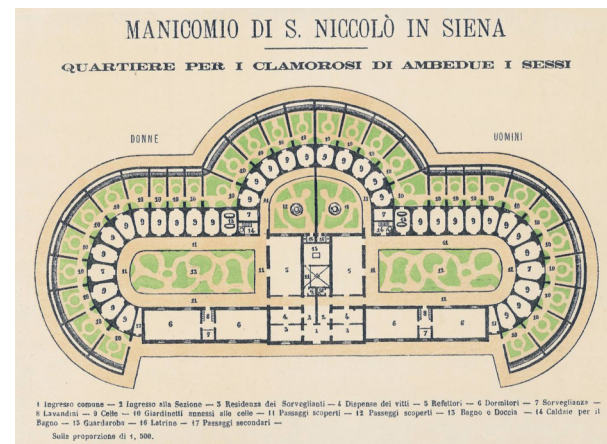 MANICOMIO DI S. NICCOLÒ IN SIENA
QUARTIERE PER I CLAMOROSI DI AMBEDUE I SESSI
DONNE
UOMINI
1 Ingresso comune — 2 Ingresso alla Sezione — 3 Residenza dei Sorveglianti — 4 Dispense dei vitti — 5 Refettori — 6 Dormitori — 7 Sorveglianza —
8 Lavandini — 9 Celle — 10 Giardinetti annessi alle celle — 11 Passaggi scoperti — 12 Passeggi scoperti — 13 Bagno e Doccia — 14 Caldaie per il
Bagno — 15 Guardaroba — 16 Latrine — 17 Passaggi secondari —
Sulla proporzione di 1, 500.